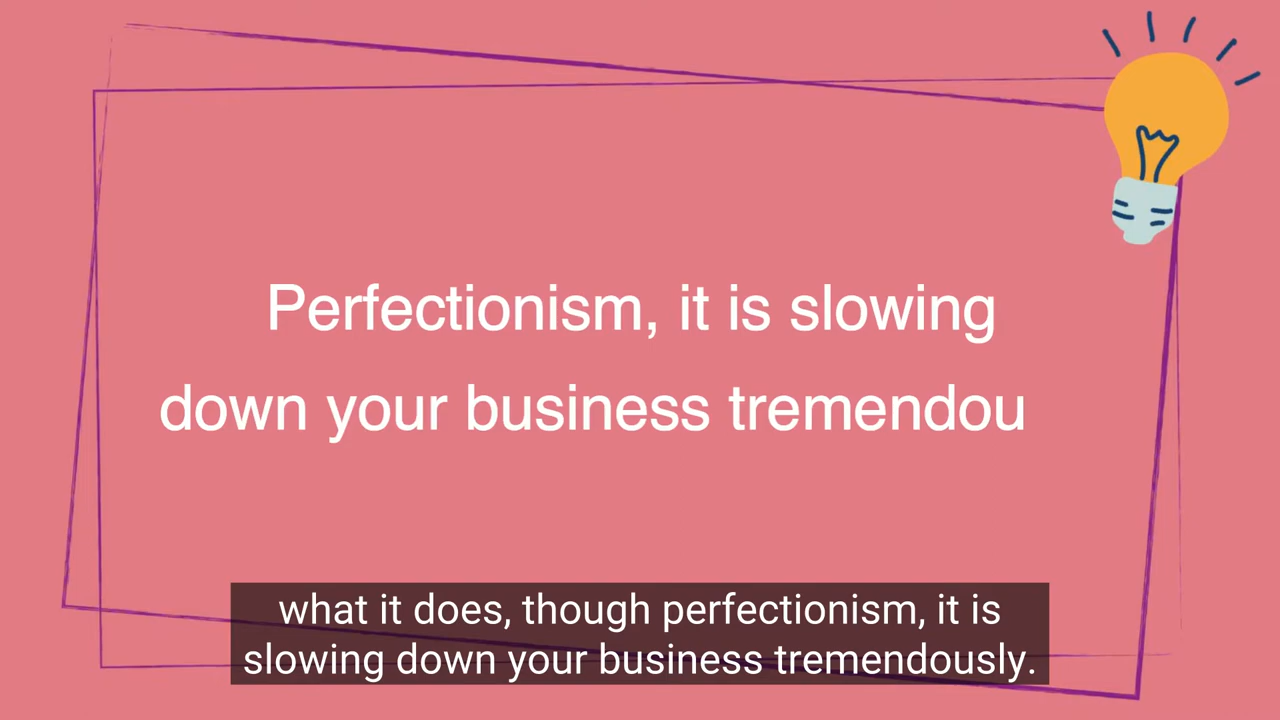 Perfectionism, it is slowing
down your business tremendou
what it does, though perfectionism, it is
slowing down your business tremendously.